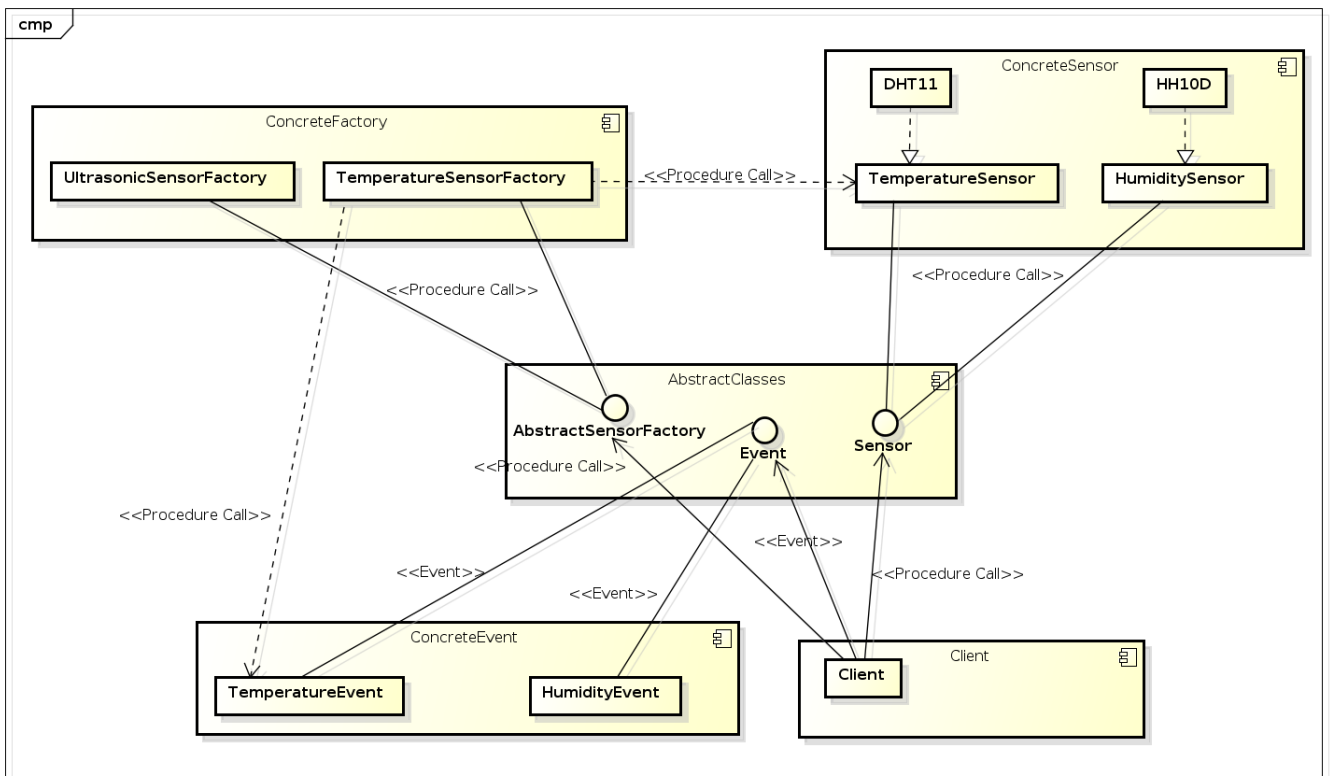 cmp
ConcreteSensor
DHT11
HH10D
ConcreteFactory
UltrasonicSensorFactory
TemperatureSensorFactory
<<Procedure Call>>
TemperatureSensor
HumiditySensor
<<Procedure Call>>
<<Procedure Call>>
AbstractClasses
AbstractSensorFactory
Event
Sensor
<<Procedure Call>>
<<Procedure Call>>
<<Event>>
<<Event>>
<<Procedure Call>>
<<Event>>
ConcreteEvent
Client
TemperatureEvent
HumidityEvent
Client